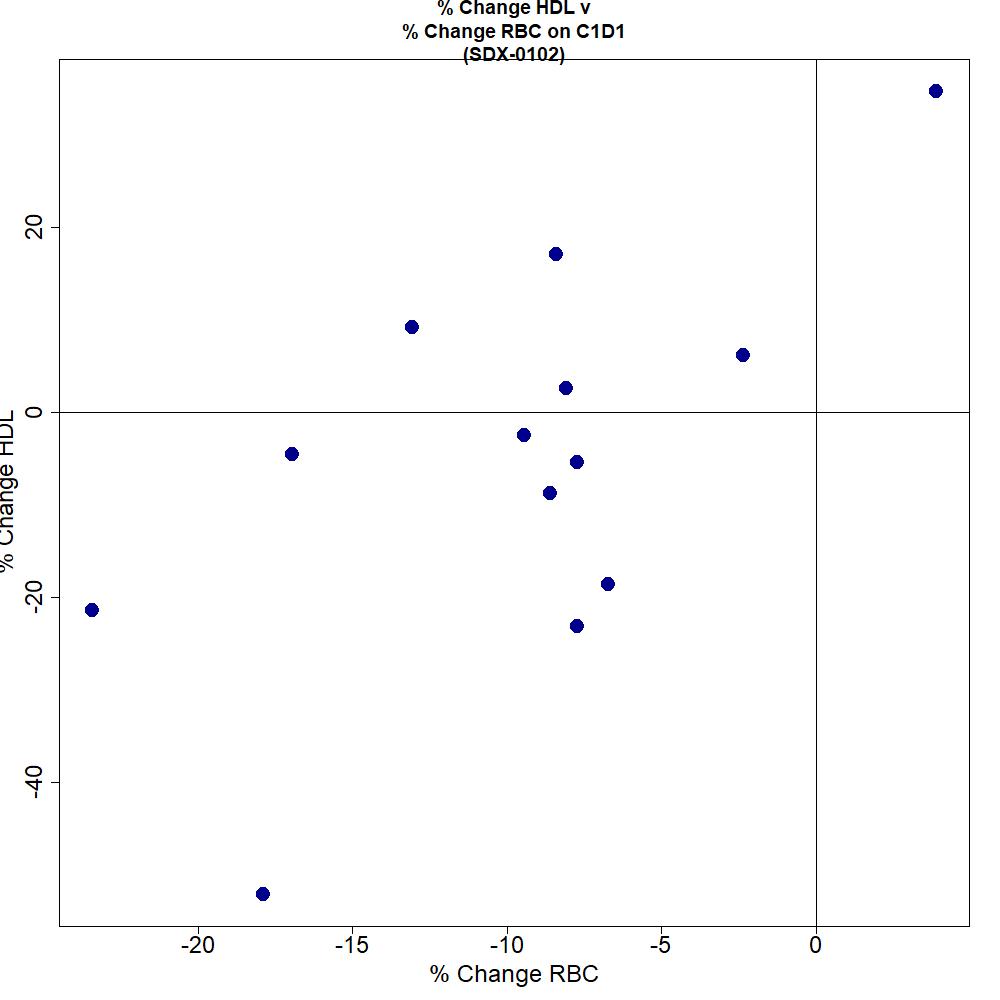 % Change HDL v
% Change RBC on C1D1
(SDX-0102)
% Change HDL
20
0
-20
-40
-20
-15
-10
-5
0
% Change RBC